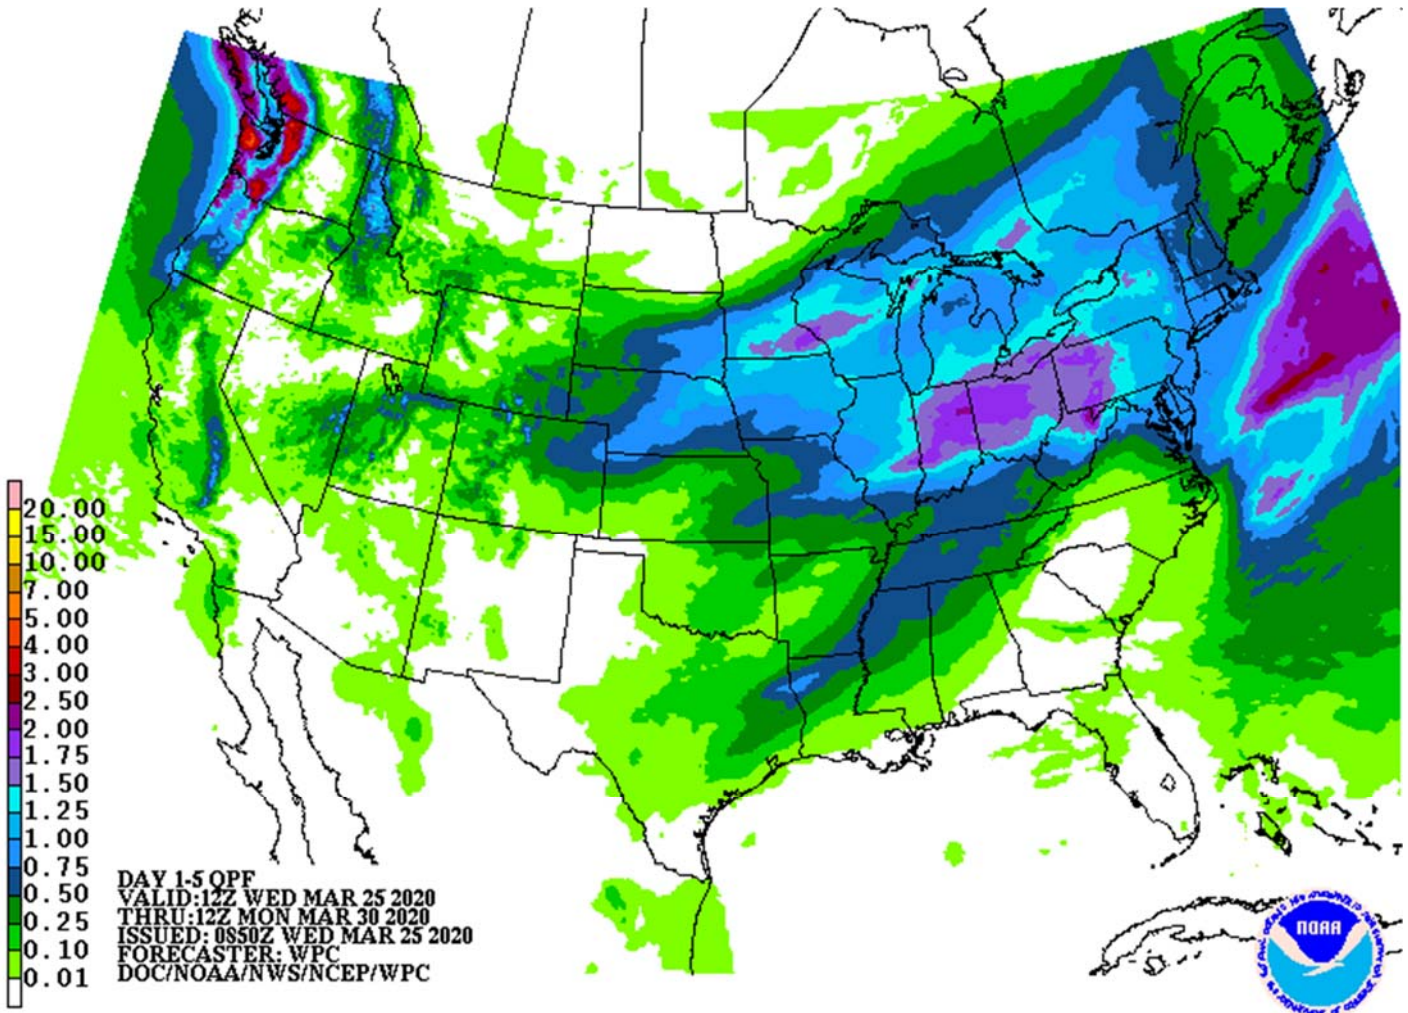 20.00
15.00
10.00
7.00
5.00
4.00
3.00
2.50
2.00
1.75
1.50
1.25
1.00
0.75
0.50
0.25
0.10
0.01
DAY 1-5 QPF
VALID:12Z WED MAR 25 2020
THRU:12Z MON MAR 30 2020
ISSUED: 0850Z WED MAR 25 2020
FORECASTER: WPC
DOC/NOAA/NWS/NCEP/WPC
NOAA